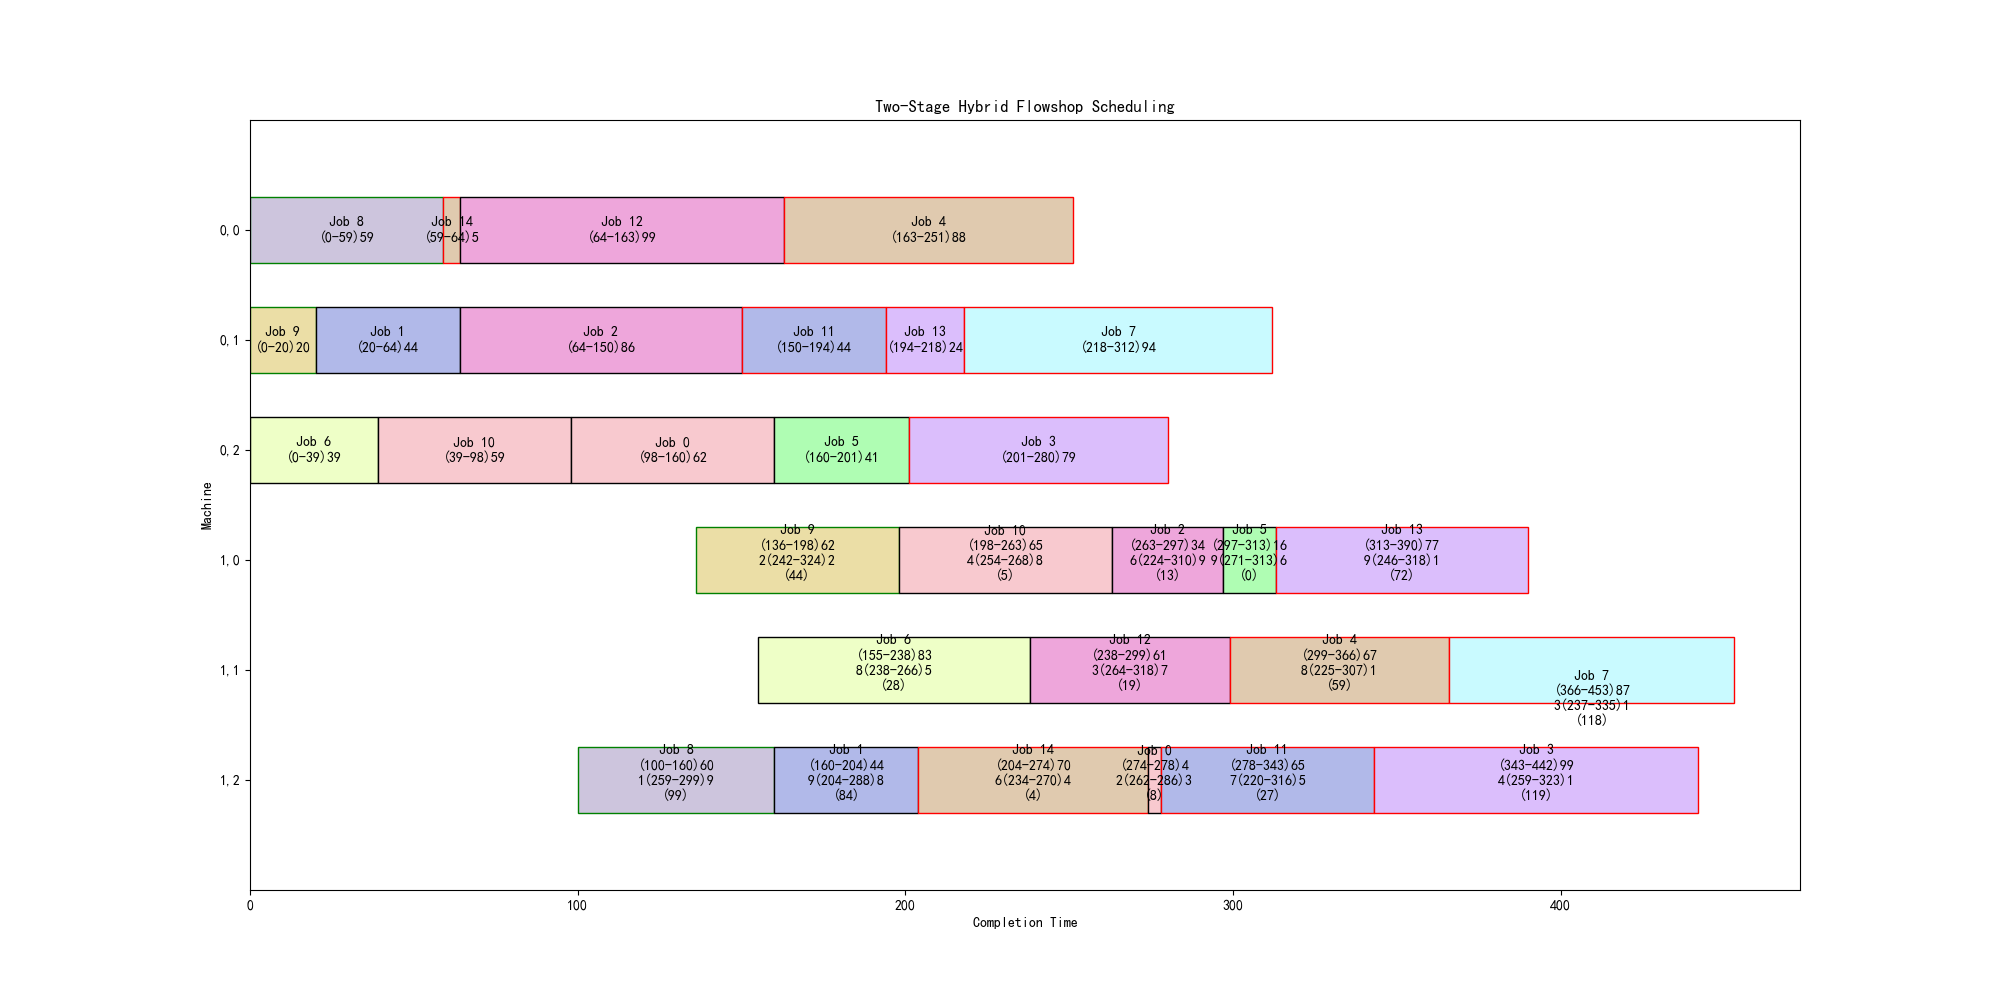 Two-Stage Hybrid Flowshop Scheduling
0,0
Job 8
(0-59)59
Job 14
(59-64)5
Job 12
(64-163)99
Job 4
(163-251)88
0,1
Job 9
(0-20)20
Job 1
(20-64)44
Job 2
(64-150)86
Job 11
(150-194)44
Job 13
(194-218)24
Job 7
(218-312)94
0,2
Job 6
(0-39)39
Job 10
(39-98)59
Job 0
(98-160)62
Job 5
(160-201)41
Job 3
(201-280)79
Machine
1,0
Job 9
(136-198)62
2(242-324)2
(44)
Job 10
(198-263)65
4(254-268)8
(5)
Job 2
(263-297)34
6(224-310)9
(13)
Job 5
(297-313)16
9(271-313)6
(0)
Job 13
(313-390)77
9(246-318)1
(72)
1,1
Job 6
(155-238)83
8(238-266)5
(28)
Job 12
(238-299)61
3(264-318)7
(19)
Job 4
(299-366)67
8(225-307)1
(59)
Job 7
(366-453)87
3(237-335)1
(118)
1,2
Job 8
(100-160)60
1(259-299)9
(99)
Job 1
(160-204)44
9(204-288)8
(84)
Job 14
(204-274)70
6(234-270)4
(4)
Job 0
(274-278)4
2(262-286)3
(8)
Job 11
(278-343)65
7(220-316)5
(27)
Job 3
(343-442)99
4(259-323)1
(119)
0
100
200
300
400
Completion Time